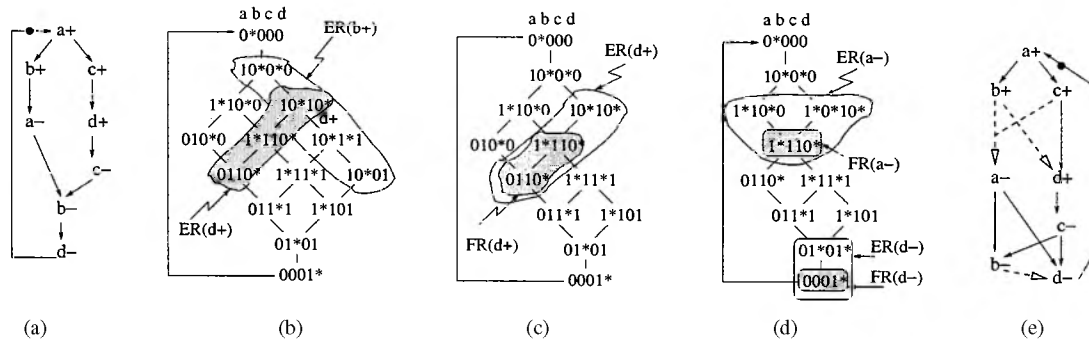 a+
b+
c+
a−
d+
c−
b−
d−
(a)
a b c d
0*000
ER(b+)
10*0*0
1*10*0 10*10*
d+
010*0 1*110* 10*1*1
0110* 1*11*1 10*01
ER(d+)
011*1 1*101
01*01
0001*
(b)
a b c d
0*000
ER(d+)
10*0*0
1*10*0 10*10*
010*0 1*110*
0110* 1*11*1
FR(d+)
011*1 1*101
01*01
0001*
(c)
a b c d
0*000
ER(a−)
10*0*0
1*10*0 1*0*10*
1*110*
FR(a−)
0110* 1*11*1
011*1 1*101
01*01* ER(d−)
0001* FR(d−)
(d)
a+
b+ c+
a− d+
c−
b− d−
(e)